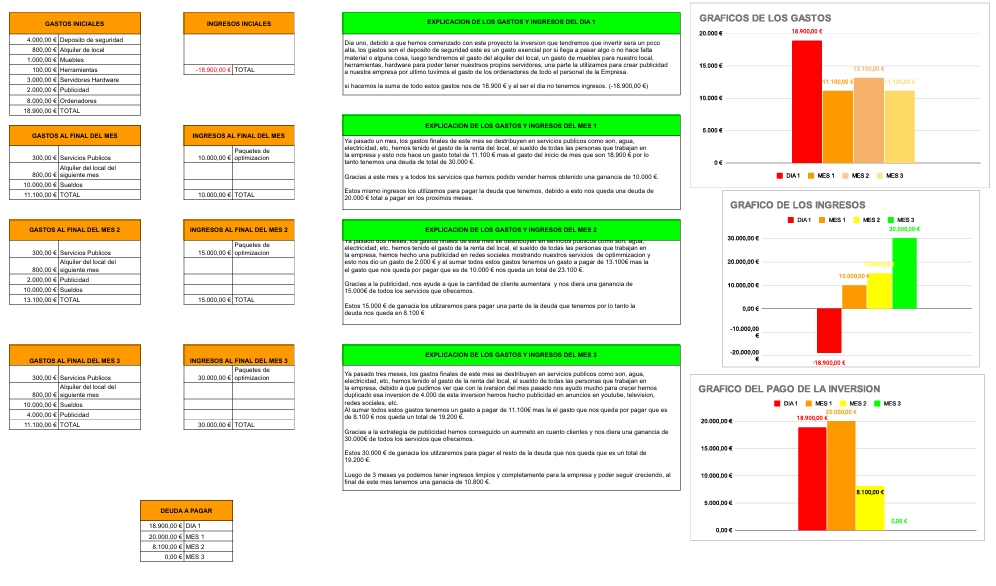 GASTOS INICIALES
4.000,00 € Deposito de seguridad
800,00 € Alquiler de local
1.000,00 € Muebles
100,00 € Herramientas
3.000,00 € Servidores Hardware
2.000,00 € Publicidad
8.000,00 € Ordenadores
18.900,00 € TOTAL
INGRESOS INCIALES
-18.900,00 € TOTAL
EXPLICACION DE LOS GASTOS Y INGRESOS DEL DIA 1
Dia uno, debido a que hemos comenzado con este proyecto la inversion que tendremos que invertir sera un poco
alta, los gastos son el deposito de seguridad este es un gasto esencial por si llega a pasar algo o no hace falta
material o alguna cosa, luego tendremos el gasto del alquiler del local, un gasto de muebles para nuestro local,
herramientas, hardware para poder tener nuestrsos propios servidores, una parte la utilizamos para crear publicidad
a nuestra empresa por ultimo tuvimos el gasto de los ordenadores de todo el personal de la Empresa.
si hacemos la suma de todo estos gastos nos de 18.900 € y al ser el dia no tenemos ingresos. (-18.900,00 €)
GASTOS AL FINAL DEL MES
300,00 € Servicios Publicos
800,00 € Alquiler del local del
siguiente mes
10.000,00 € Sueldos
11.100,00 € TOTAL
INGRESOS AL FINAL DEL MES
10.000,00 € Paquetes de
optimizacion
10.000,00 € TOTAL
EXPLICACION DE LOS GASTOS Y INGRESOS DEL MES 1
Ya pasado un mes, los gastos finales de este mes se destribuyen en servicios publicos como son, agua,
electricidad, etc, hemos tenido el gasto de la renta del local, el sueldo de todas las personas que trabajan en
la empresa y esto nos hace un gasto total de 11.100 € mas el gasto del inicio de mes que son 18.900 € por lo
tanto tenemos una deuda total de 30.000 €.
Gracias a este mes y a todos los servicios que hemos podido vender hemos obtenido una ganancia de 10.000 €.
Estos mismo ingresos los utilizamos para pagar la deuda que tenemos, debido a esto nos queda una deuda de
20.000 € total a pagar en los proximos meses.
GASTOS AL FINAL DEL MES 2
300,00 € Servicios Publicos
800,00 € Alquiler del local del
siguiente mes
2.000,00 € Publicidad
10.000,00 € Sueldos
13.100,00 € TOTAL
INGRESOS AL FINAL DEL MES 2
15.000,00 € Paquetes de
optimizacion
15.000,00 € TOTAL
EXPLICACION DE LOS GASTOS Y INGRESOS DEL MES 2
Ya pasado dos meses, los gastos finales de este mes se destribuyen en servicios publicos como son, agua,
electricidad, etc, hemos tenido el gasto de la renta del local, el sueldo de todas las personas que trabajan en
la empresa, hemos hecho una publicidad en redes sociales mostrando nuestros servicios de optimmizacion y
esto nos dio un gasto de 2.000 € y al sumar todos estos gastos tenemos un gasto a pagar de 13.100€ mas la
el gasto que nos queda por pagar que es de 10.000 € nos queda un total de 23.100 €.
Gracias a la publicidad, nos ayude a que la cantidad de cliente aumentara y nos diera una ganancia de
15.000€ de todos los servicios que ofrecemos.
Estos 15.000 € de ganacia los utilizaremos para pagar una parte de la deuda que tenemos por lo tanto la
deuda nos queda en 8.100 €
GASTOS AL FINAL DEL MES 3
300,00 € Servicios Publicos
800,00 € Alquiler del local del
siguiente mes
10.000,00 € Sueldos
4.000,00 € Publicidad
11.100,00 € TOTAL
INGRESOS AL FINAL DEL MES 3
30.000,00 € Paquetes de
optimizacion
30.000,00 € TOTAL
EXPLICACION DE LOS GASTOS Y INGRESOS DEL MES 3
Ya pasado tres meses, los gastos finales de este mes se destribuyen en servicios publicos como son, agua,
electricidad, etc, hemos tenido el gasto de la renta del local, el sueldo de todas las personas que trabajan en
la empresa, debido a que pudimos ver que con la iversion del mes pasado nos ayudo mucho para crecer hemos
duplicado esa inversion de 4.000 de esta inversion hemos hecho publicidad en anuncios en youtube, television,
redes sociales, etc.
Al sumar todos estos gastos tenemos un gasto a pagar de 11.100€ mas la el gasto que nos queda por pagar que es
de 8.100 € nos queda un total de 19.200 €.
Gracias a la extrategia de publicidad hemos conseguido un aumneto en cuanto clientes y nos diera una ganancia de
30.000€ de todos los servicios que ofrecemos.
Estos 30.000 € de ganancia los utilizaremos para pagar el resto de la deuda que nos queda que es un total de
19.200 €.
Luego de 3 meses ya podemos tener ingresos limpios y completamente para la empresa y poder seguir creciendo, al
final de este mes tenemos una ganacia de 10.800 €.
DEUDA A PAGAR
18.900,00 € DIA 1
20.000,00 € MES 1
8.100,00 € MES 2
0,00 € MES 3
GRAFICOS DE LOS GASTOS
18.900,00 €
20.000 €
13.100,00 €
11.100,00 €
11.100,00 €
10.000 €
5.000 €
0 €
DIA 1 MES 1 MES 2 MES 3
GRAFICO DE LOS INGRESOS
DIA 1 MES 1 MES 2 MES 3
30.000,00 €
30.000,00 €
20.000,00 €
10.000,00 €
10.000,00 €
0,00 €
-10.000,00
€
-20.000,00
€
-18.900,00 €
GRAFICO DEL PAGO DE LA INVERSION
DIA 1 MES 1 MES 2 MES 3
20.000,00 €
18.900,00 €
20.000,00 €
15.000,00 €
10.000,00 €
8.100,00 €
5.000,00 €
0,00 €
0,00 €